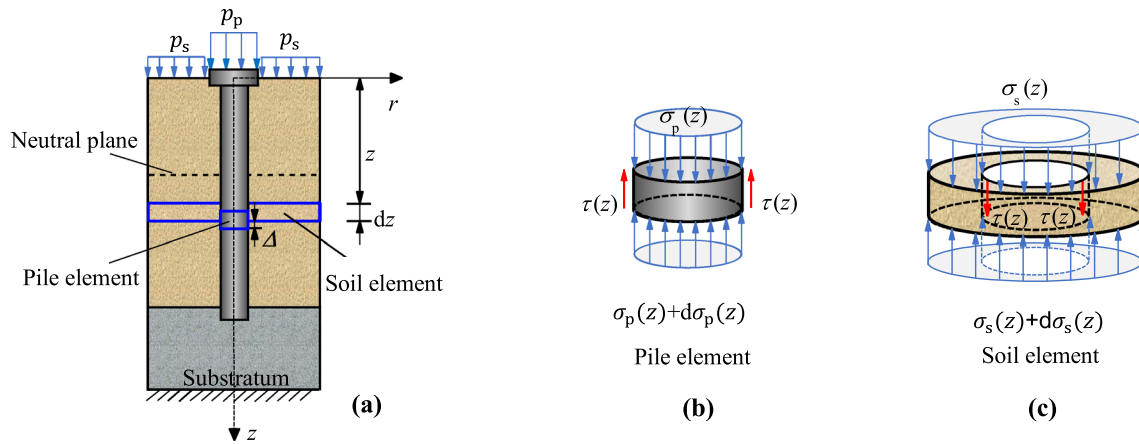 p_p
p_s
p_s
r
Neutral plane
z
dz
Δ
Pile element
Soil element
Substratum
(a)
z
σ_p(z)
τ(z)
τ(z)
σ_p(z)+dσ_p(z)
Pile element
(b)
σ_s(z)
τ(z)
τ(z)
σ_s(z)+dσ_s(z)
Soil element
(c)